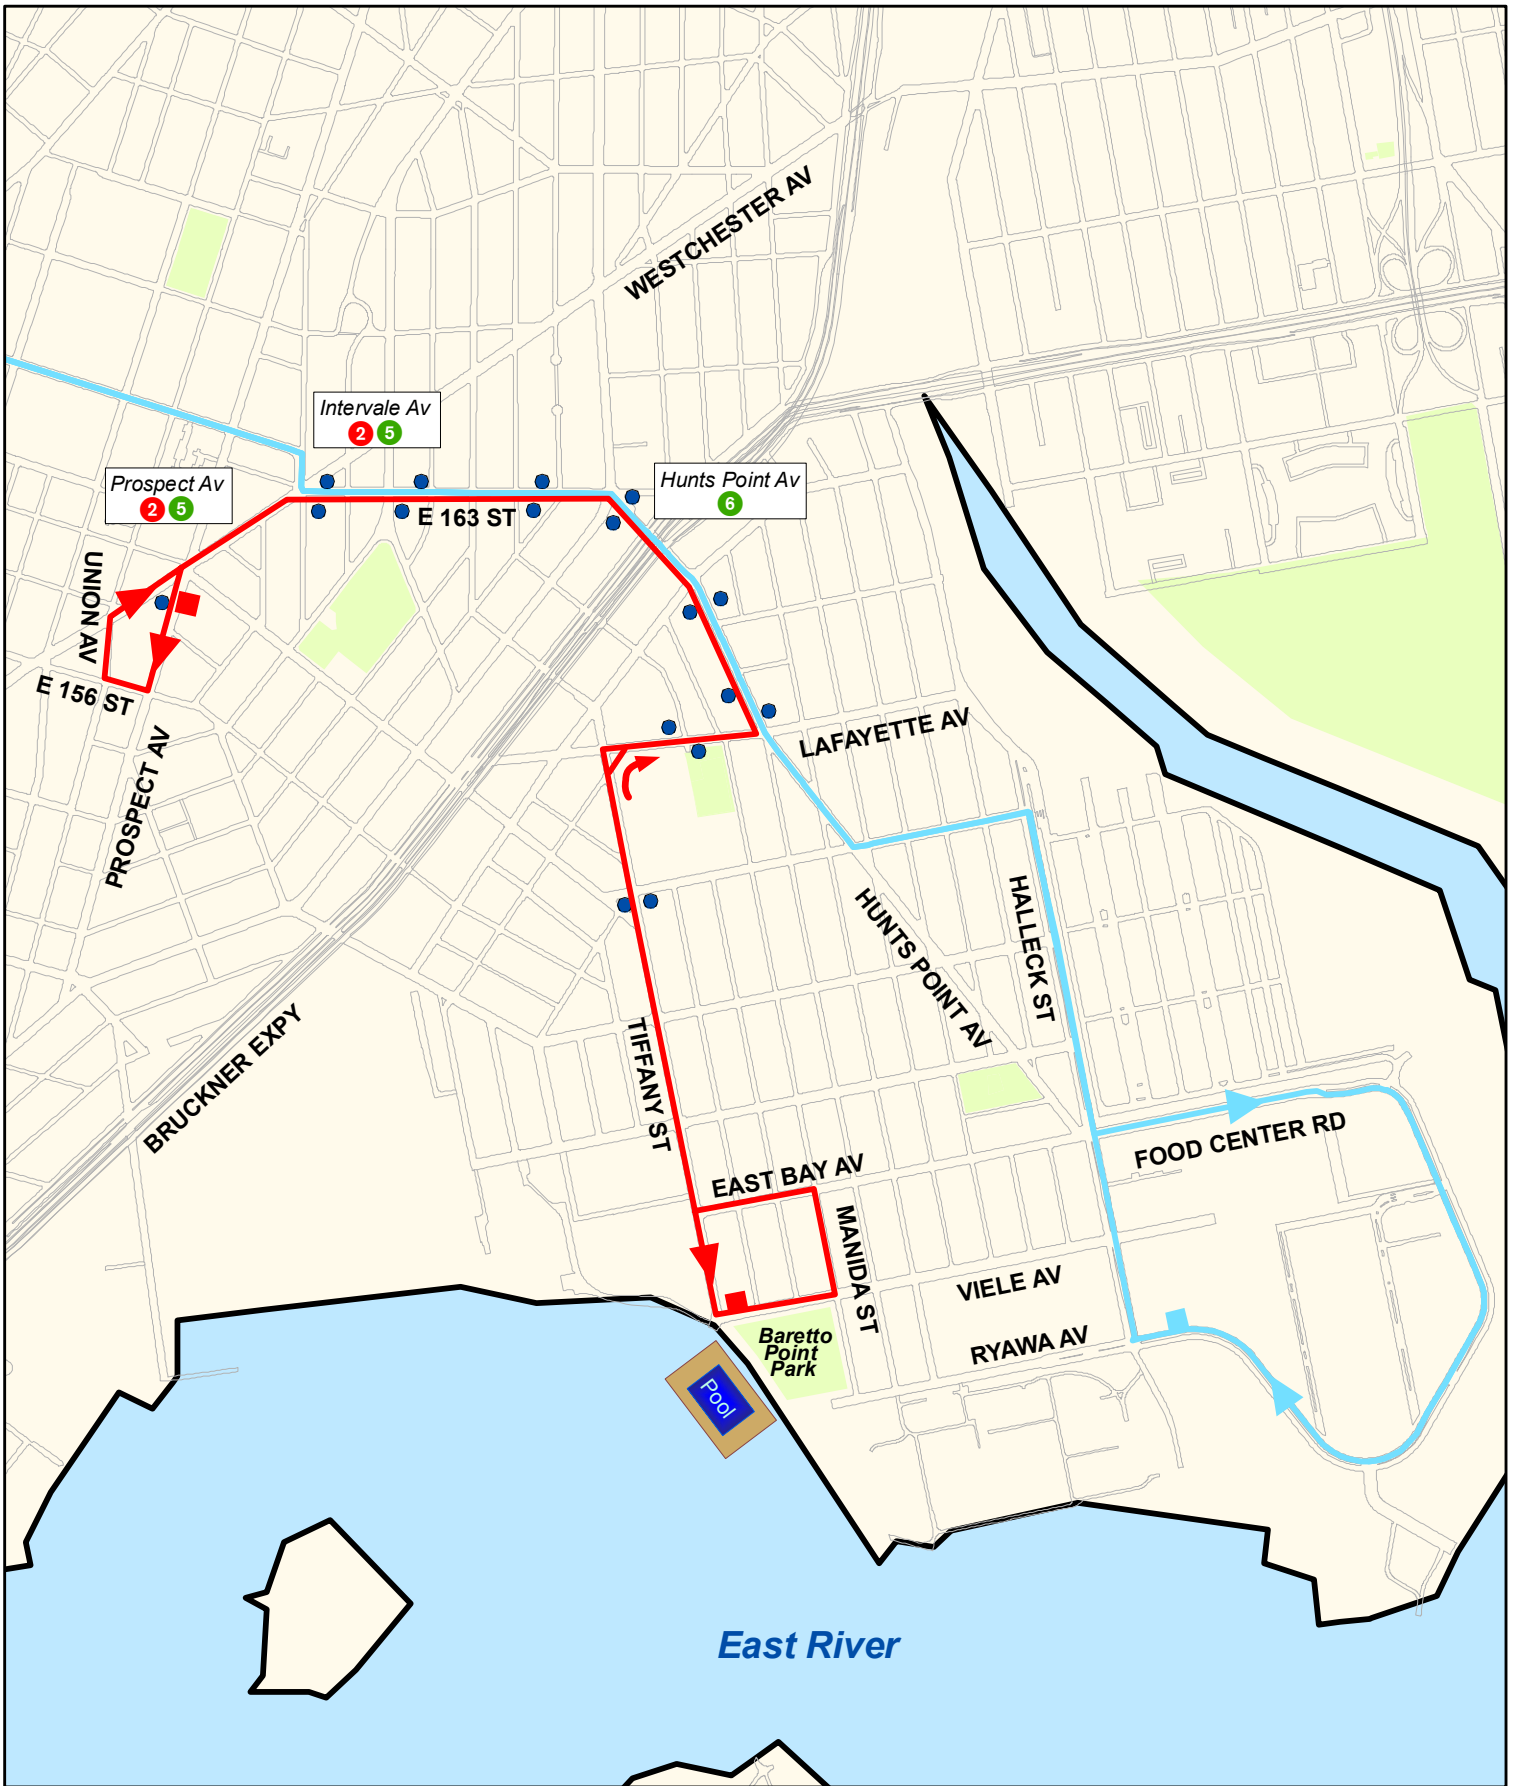 WESTCHESTER AV
Intervale Av
2 5
Prospect Av
2 5
Hunts Point Av
6
E 163 ST
UNION AV
E 156 ST
PROSPECT AV
LAFAYETTE AV
HUNTS POINT AV
HALLECK ST
BRUCKNER EXPY
TIFFANY ST
FOOD CENTER RD
EAST BAY AV
MANIDA ST
VIELE AV
RYAWA AV
Baretto
Point
Park
Pool
East River